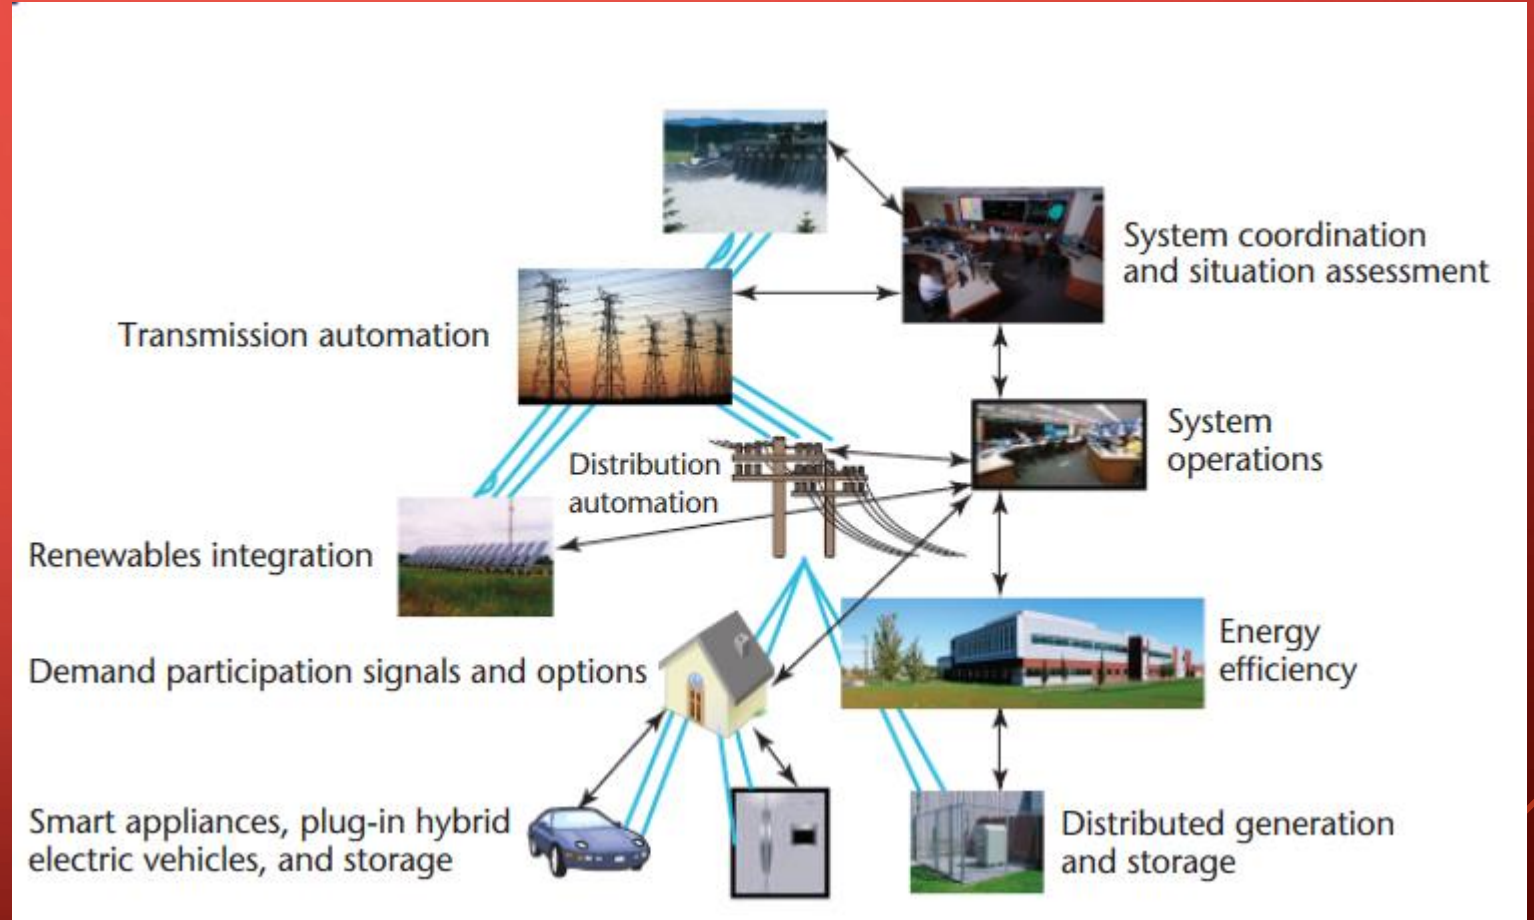 System coordination
and situation assessment
Transmission automation
System
operations
Distribution
automation
Renewables integration
Energy
efficiency
Demand participation signals and options
Smart appliances, plug-in hybrid
electric vehicles, and storage
Distributed generation
and storage